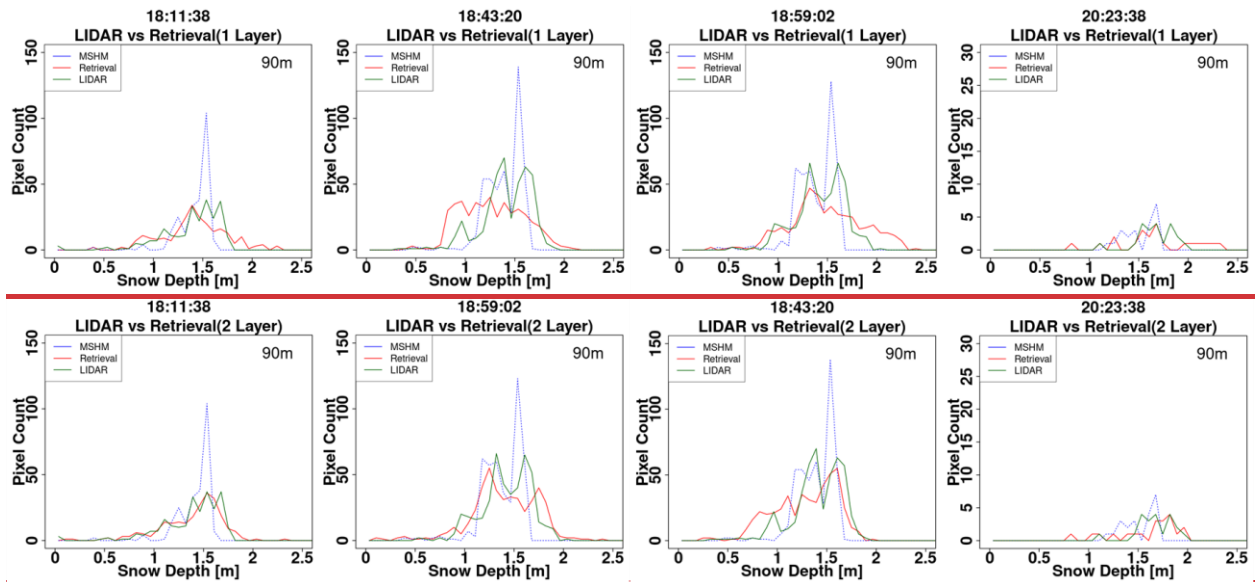 18:11:38
LIDAR vs Retrieval(1 Layer)
MSHM
Retrieval
LIDAR
90m
150
100
50
0
Pixel Count
0 0.5 1 1.5 2 2.5
Snow Depth [m]
18:43:20
LIDAR vs Retrieval(1 Layer)
MSHM
Retrieval
LIDAR
90m
150
100
50
0
Pixel Count
0 0.5 1 1.5 2 2.5
Snow Depth [m]
18:59:02
LIDAR vs Retrieval(1 Layer)
MSHM
Retrieval
LIDAR
90m
150
100
50
0
Pixel Count
0 0.5 1 1.5 2 2.5
Snow Depth [m]
20:23:38
LIDAR vs Retrieval(1 Layer)
MSHM
Retrieval
LIDAR
90m
30
25
20
15
10
5
0
Pixel Count
0 0.5 1 1.5 2 2.5
Snow Depth [m]
18:11:38
LIDAR vs Retrieval(2 Layer)
MSHM
Retrieval
LIDAR
90m
150
100
50
0
Pixel Count
0 0.5 1 1.5 2 2.5
Snow Depth [m]
18:59:02
LIDAR vs Retrieval(2 Layer)
MSHM
Retrieval
LIDAR
90m
150
100
50
0
Pixel Count
0 0.5 1 1.5 2 2.5
Snow Depth [m]
18:43:20
LIDAR vs Retrieval(2 Layer)
MSHM
Retrieval
LIDAR
90m
150
100
50
0
Pixel Count
0 0.5 1 1.5 2 2.5
Snow Depth [m]
20:23:38
LIDAR vs Retrieval(2 Layer)
MSHM
Retrieval
LIDAR
90m
30
25
20
15
10
5
0
Pixel Count
0 0.5 1 1.5 2 2.5
Snow Depth [m]